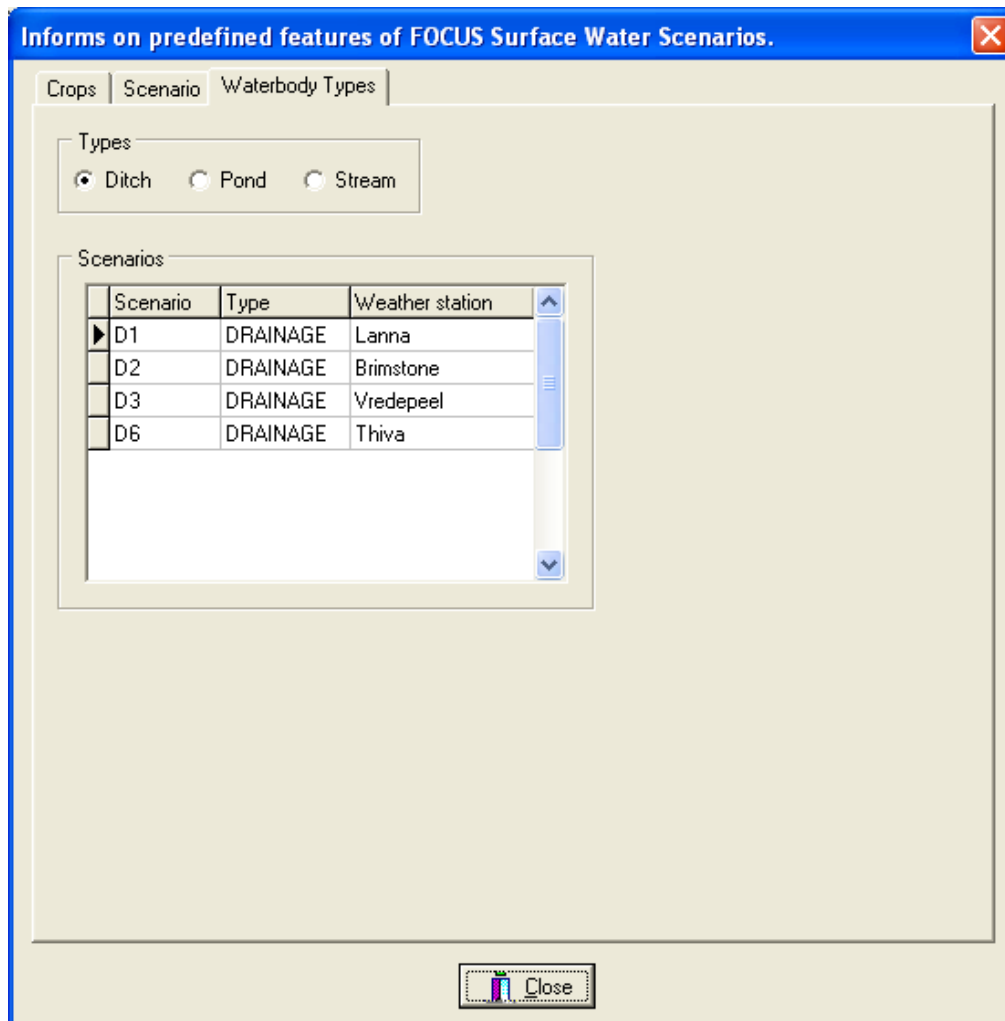 Informs on predefined features of FOCUS Surface Water Scenarios.
Crops Scenario Waterbody Types
Types
Ditch Pond Stream
Scenarios
Scenario Type Weather station
D1 DRAINAGE Lanna
D2 DRAINAGE Brimstone
D3 DRAINAGE Vredepeel
D6 DRAINAGE Thiva
Close